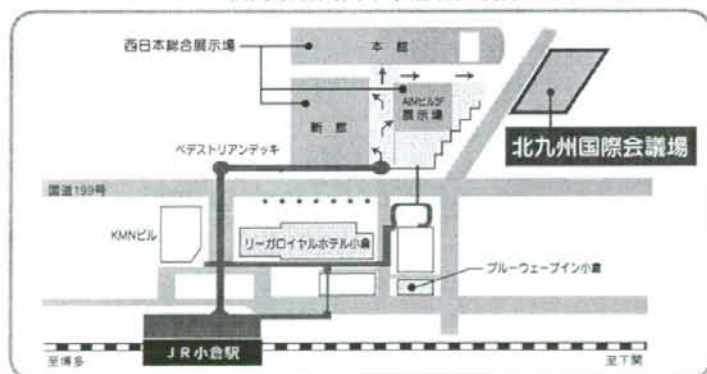 西日本総合展示場
本館
AIMビル3F
展示場
新館
北九州国際会議場
ペデストリアンデッキ
国道199号
KMNビル
リーガロイヤルホテル小倉
ブルーウェーブイン小倉
JR小倉駅
至博多
至下関